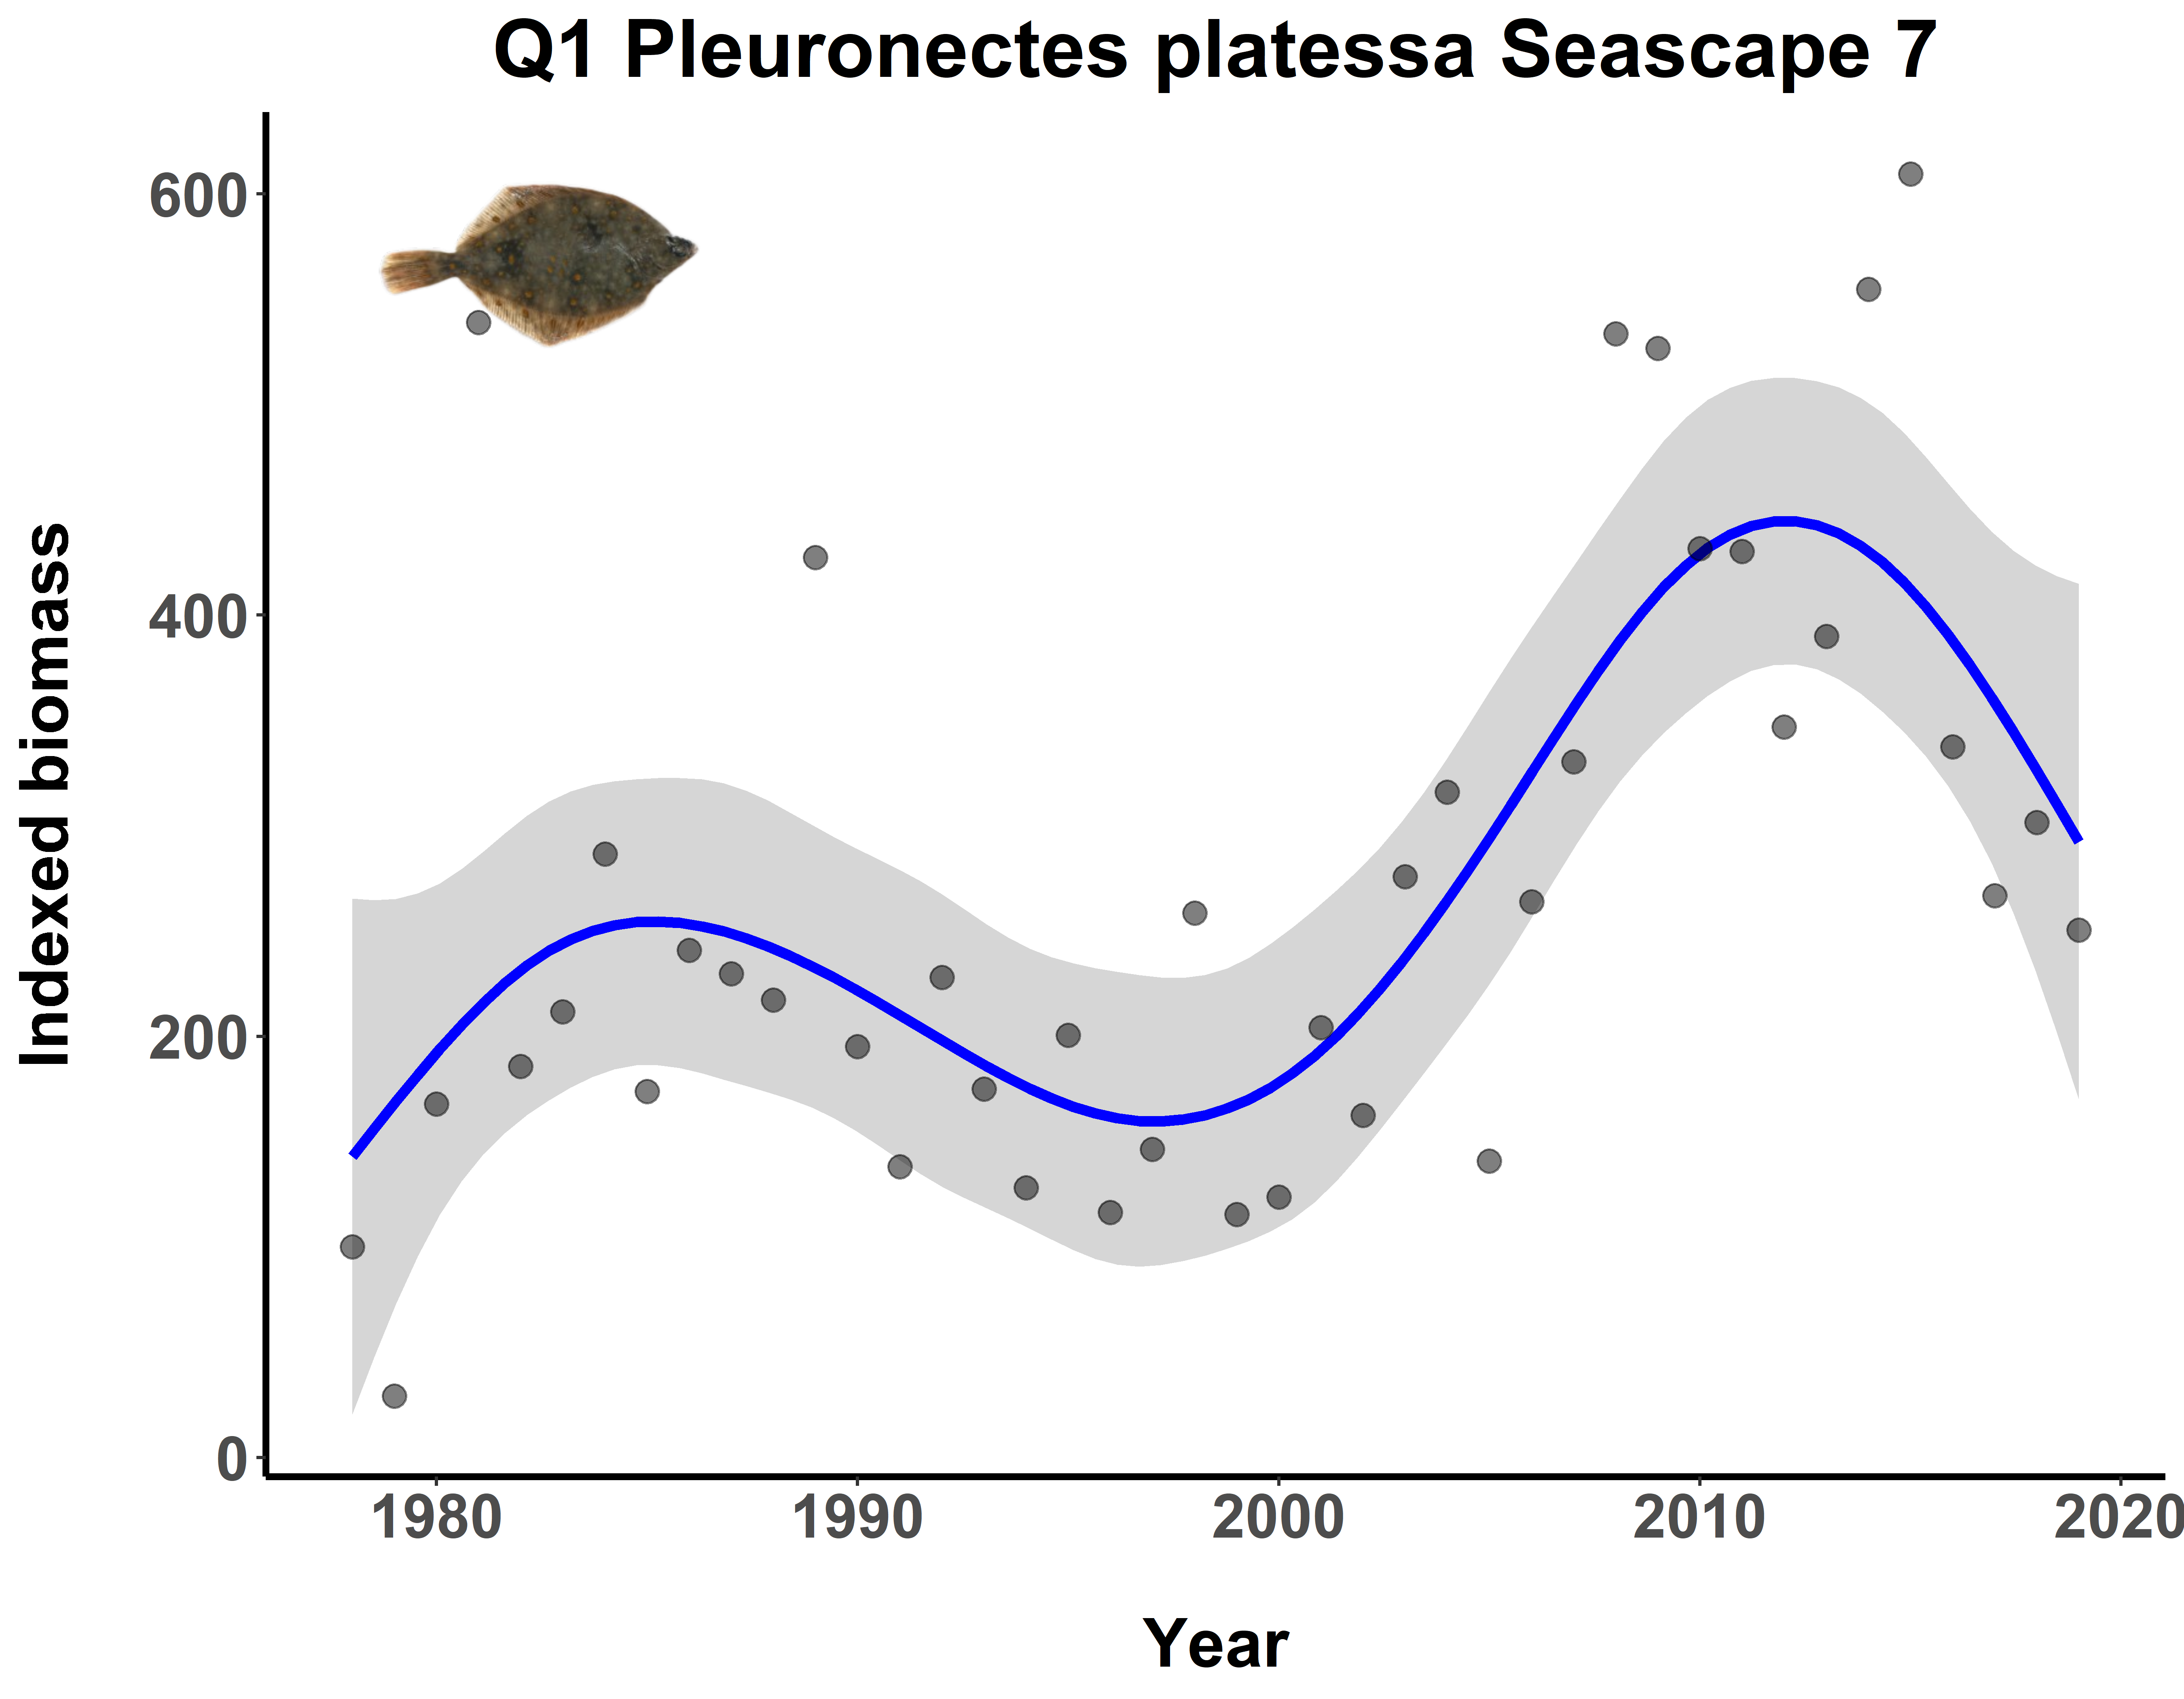 Q1 Pleuronectes platessa Seascape 7
600
400
200
0
Indexed biomass
1980 1990 2000 2010 2020
Year